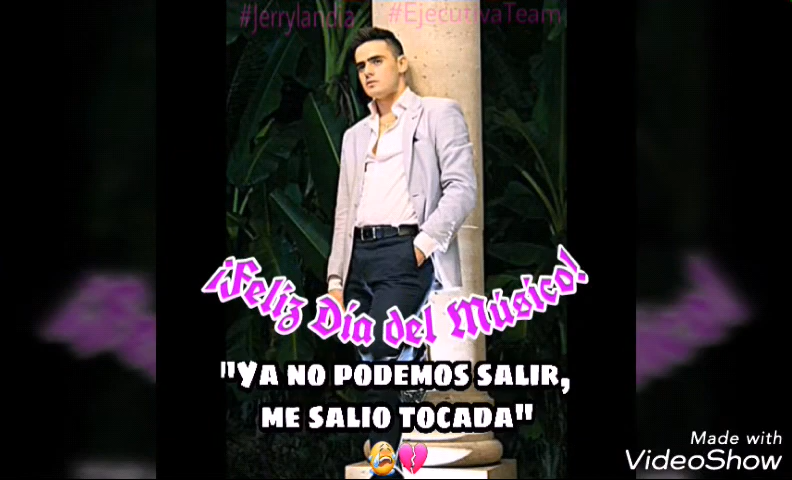 #Jerrylandia #EjecutivaTeam
¡Feliz Día del Músico!
"Ya no podemos salir,
me salio tocada"
😭💔
Made with
VideoShow